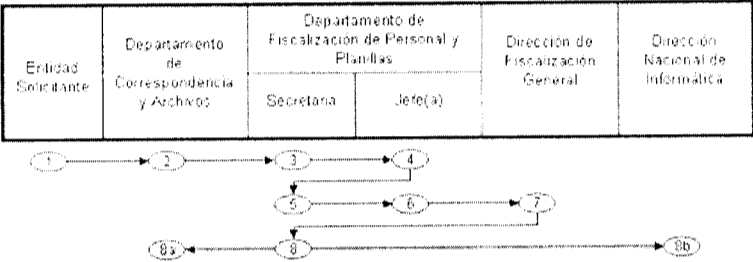 Entidad
Solicitante
Departamento
de
Correspondencia
y Archivos
Departamento de
Fiscalización de Personal y
Planillas
Secretaria
Jefe(a)
Dirección de
Fiscalización
General
Dirección
Nacional de
Informática
1
2
3
4
5
6
7
8a
8
8b